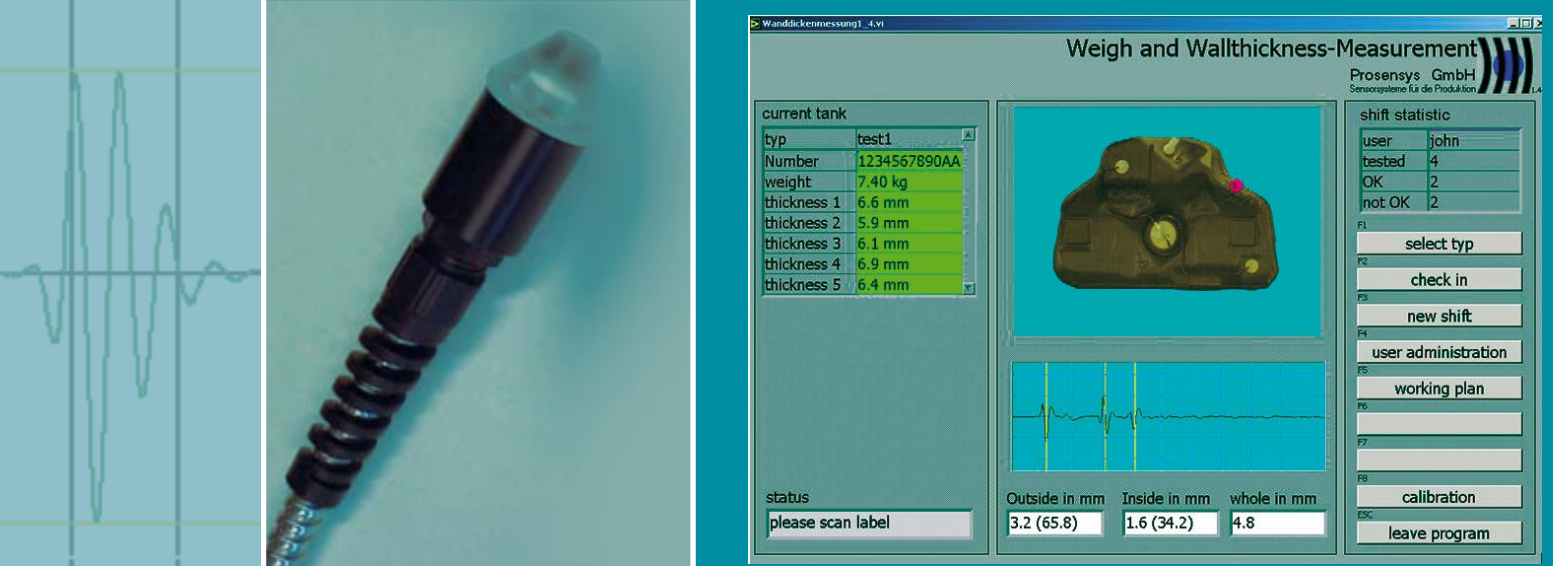 Wanddickenmessung1_4.vi
Weigh and Wallthickness-Measurement
Prosensys GmbH
Sensorsysteme für die Produktion
1.4
current tank
typ test1
Number 1234567890AA
weight 7.40 kg
thickness 1 6.6 mm
thickness 2 5.9 mm
thickness 3 6.1 mm
thickness 4 6.9 mm
thickness 5 6.4 mm
status
please scan label
Outside in mm Inside in mm whole in mm
3.2 (65.8) 1.6 (34.2) 4.8
shift statistic
user john
tested 4
OK 2
not OK 2
F1
select typ
F2
check in
F3
new shift
F4
user administration
F5
working plan
F6
F7
F8
calibration
ESC
leave program